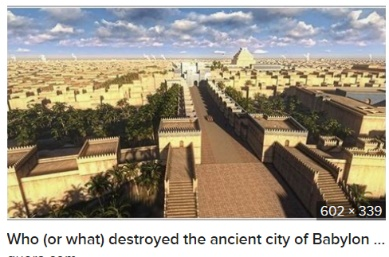 602 × 339
Who (or what) destroyed the ancient city of Babylon ...